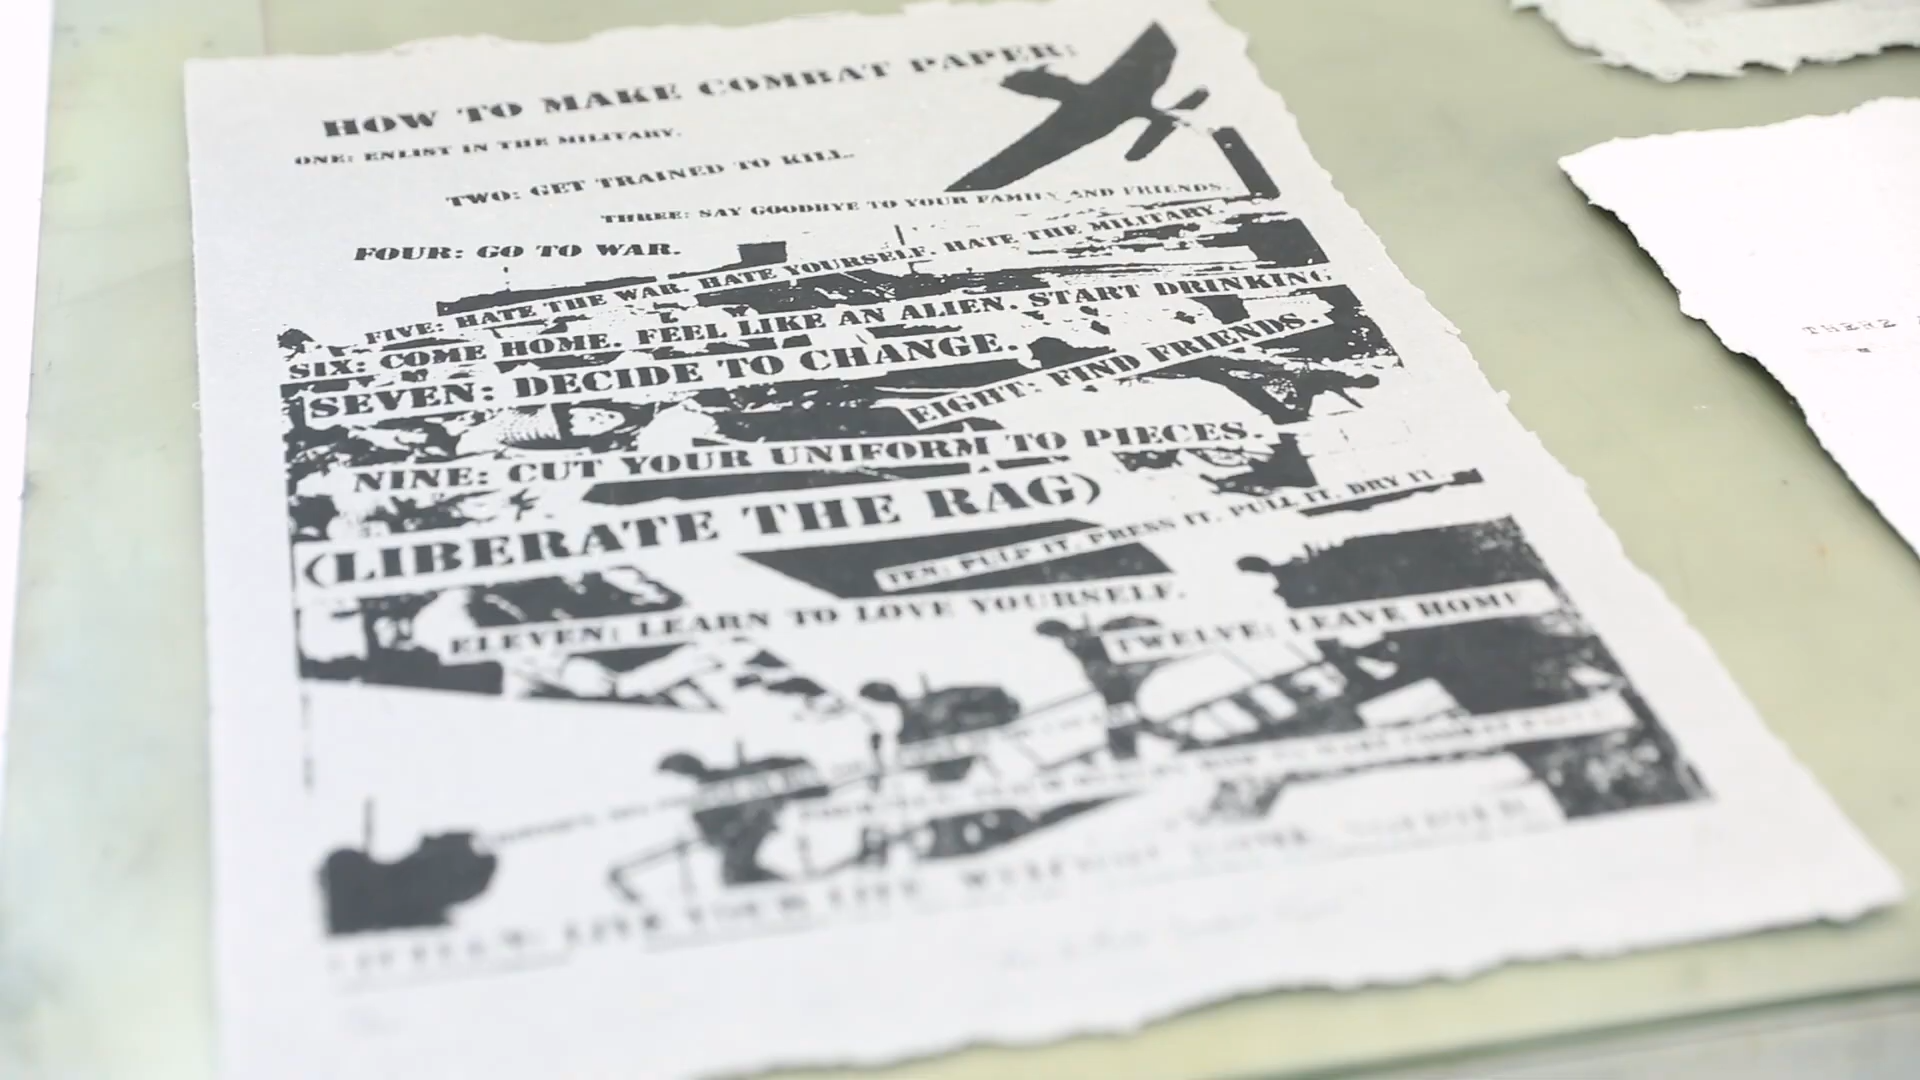 HOW TO MAKE COMBAT PAPER:
ONE: ENLIST IN THE MILITARY.
TWO: GET TRAINED TO KILL.
THREE: SAY GOODBYE TO YOUR FAMILY AND FRIENDS.
FOUR: GO TO WAR.
FIVE: HATE THE WAR. HATE YOURSELF. HATE THE MILITARY.
SIX: COME HOME. FEEL LIKE AN ALIEN. START DRINKING
SEVEN: DECIDE TO CHANGE.
EIGHT: FIND FRIENDS.
NINE: CUT YOUR UNIFORM TO PIECES.
(LIBERATE THE RAG)
TEN: PULP IT. PRESS IT. PULL IT. DRY IT.
ELEVEN: LEARN TO LOVE YOURSELF.
TWELVE: LEAVE HOME
LIVE YOUR LIFE.
THERE